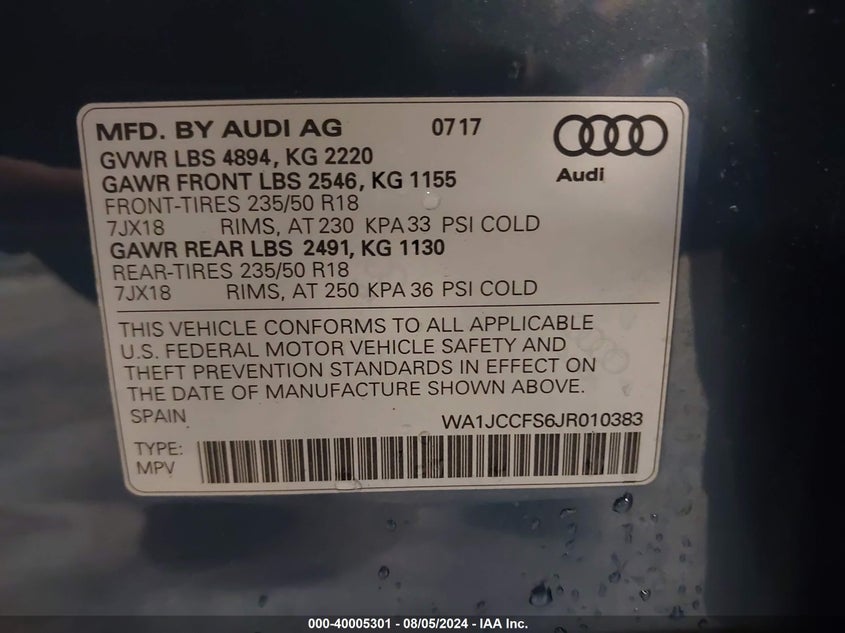 MFD. BY AUDI AG 0717
GVWR LBS 4894, KG 2220
GAWR FRONT LBS 2546, KG 1155
Audi
FRONT-TIRES 235/50 R18
7JX18 RIMS, AT 230 KPA 33 PSI COLD
GAWR REAR LBS 2491, KG 1130
REAR-TIRES 235/50 R18
7JX18 RIMS, AT 250 KPA 36 PSI COLD
THIS VEHICLE CONFORMS TO ALL APPLICABLE
U.S. FEDERAL MOTOR VEHICLE SAFETY AND
THEFT PREVENTION STANDARDS IN EFFECT ON
THE DATE OF MANUFACTURE SHOWN ABOVE.
SPAIN WA1JCCFS6JR010383
TYPE:
MPV
000-40005301 - 08/05/2024 - IAA Inc.